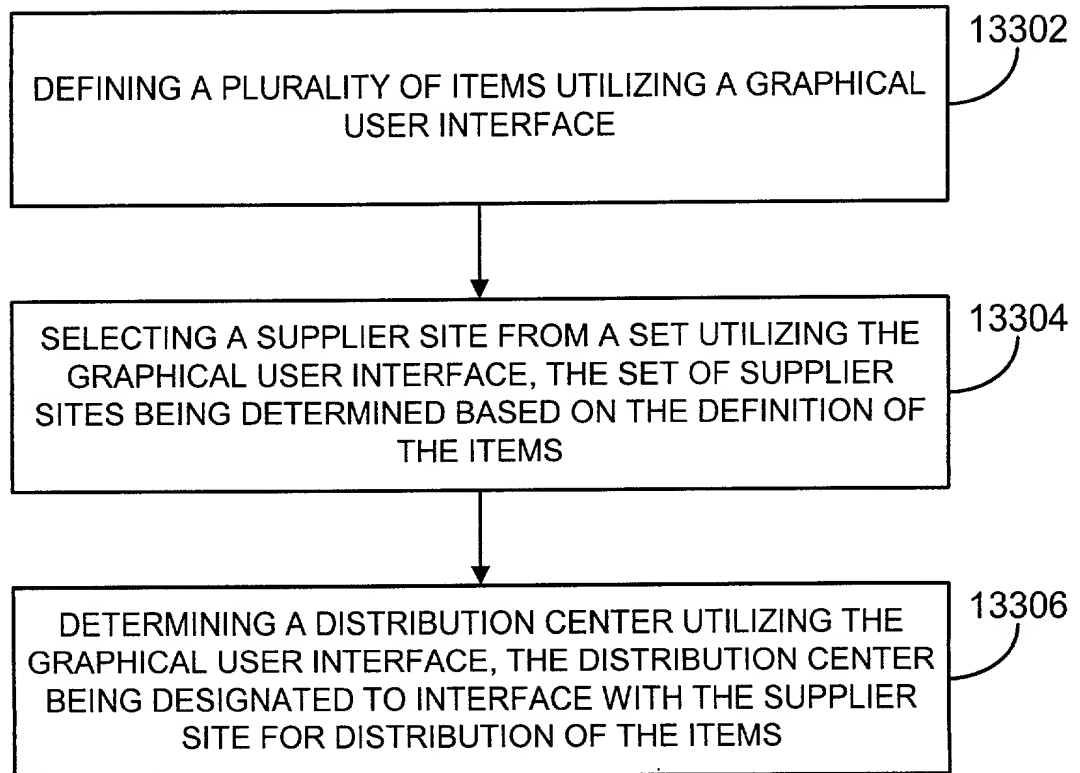 13302
DEFINING A PLURALITY OF ITEMS UTILIZING A GRAPHICAL
USER INTERFACE
13304
SELECTING A SUPPLIER SITE FROM A SET UTILIZING THE
GRAPHICAL USER INTERFACE, THE SET OF SUPPLIER
SITES BEING DETERMINED BASED ON THE DEFINITION OF
THE ITEMS
13306
DETERMINING A DISTRIBUTION CENTER UTILIZING THE
GRAPHICAL USER INTERFACE, THE DISTRIBUTION CENTER
BEING DESIGNATED TO INTERFACE WITH THE SUPPLIER
SITE FOR DISTRIBUTION OF THE ITEMS